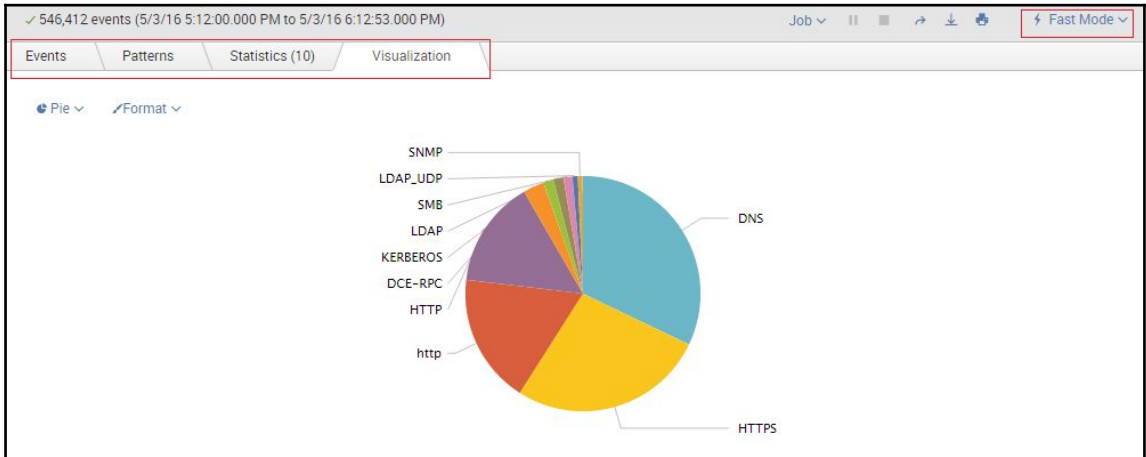 ✓ 546,412 events (5/3/16 5:12:00.000 PM to 5/3/16 6:12:53.000 PM) Job Fast Mode
Events Patterns Statistics (10) Visualization
Pie Format
SNMP
LDAP_UDP
SMB
LDAP
KERBEROS
DCE-RPC
HTTP
http
DNS
HTTPS